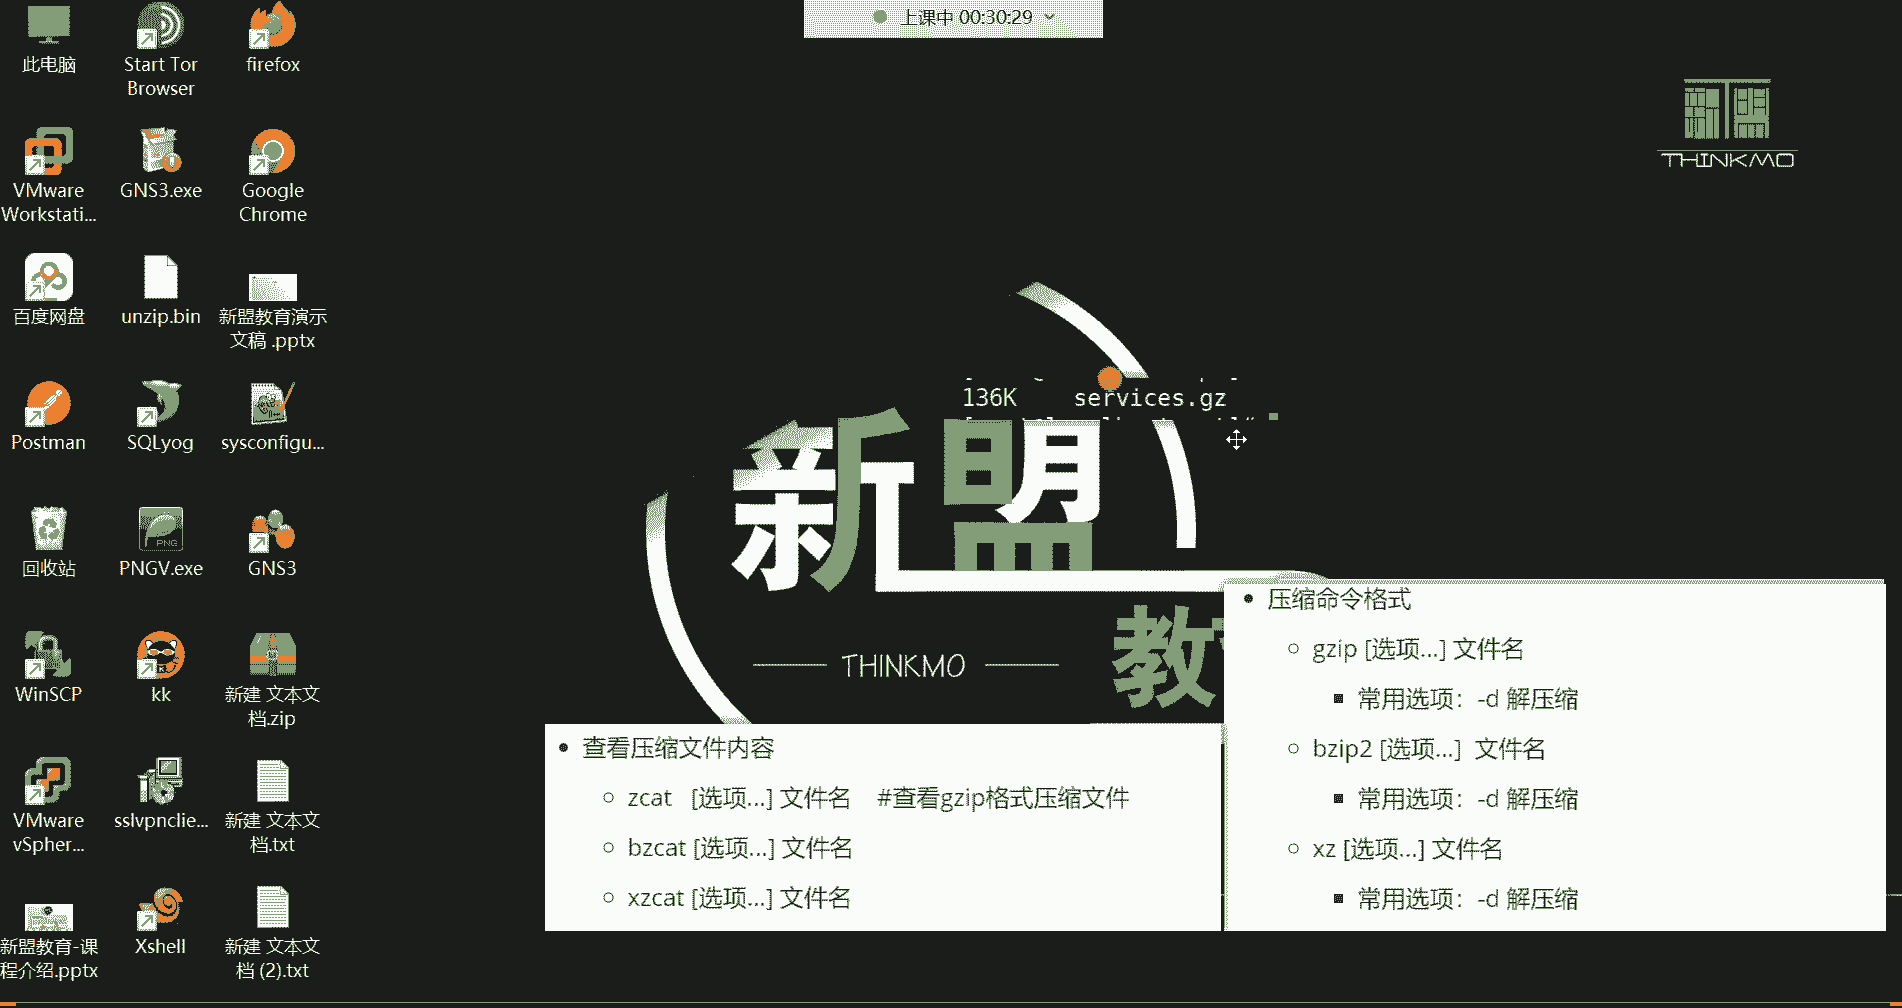 上课中 00:30:29
此电脑
Start Tor
Browser
firefox
THINKMO
VMware
Workstati...
GNS3.exe
Google
Chrome
百度网盘
unzip.bin
新盟教育演示
文稿 .pptx
Postman
SQLyog
sysconfigu...
136K services.gz
新盟
教
THINKMO
回收站
PNGV.exe
PNG
GNS3
WinSCP
kk
新建 文本文
档.zip
VMware
vSpher...
sslvpnclie...
新建 文本文
档.txt
新盟教育-课
程介绍.pptx
Xshell
新建 文本文
档 (2).txt
查看压缩文件内容
zcat [选项...] 文件名 #查看gzip格式压缩文件
bzcat [选项...] 文件名
xzcat [选项...] 文件名
压缩命令格式
gzip [选项...] 文件名
常用选项：-d 解压缩
bzip2 [选项...] 文件名
常用选项：-d 解压缩
xz [选项...] 文件名
常用选项：-d 解压缩